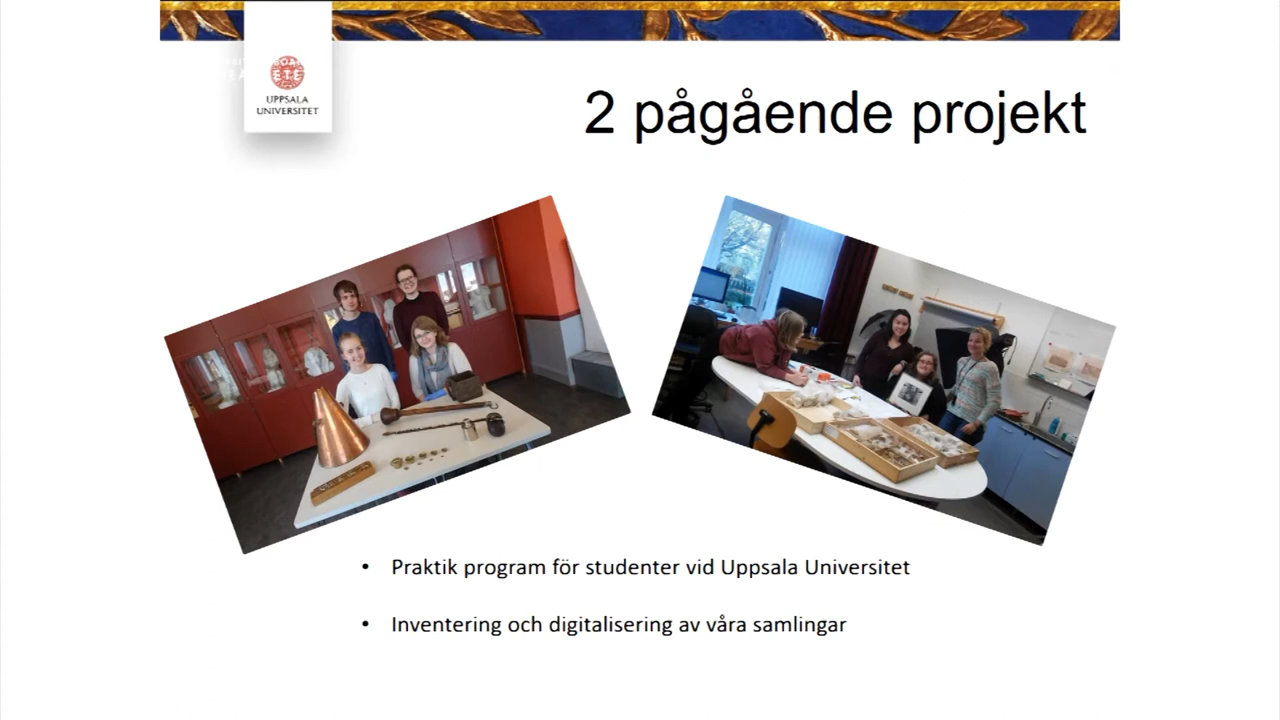 UPPSALA
UNIVERSITET
2 pågående projekt
• Praktik program för studenter vid Uppsala Universitet
• Inventering och digitalisering av våra samlingar